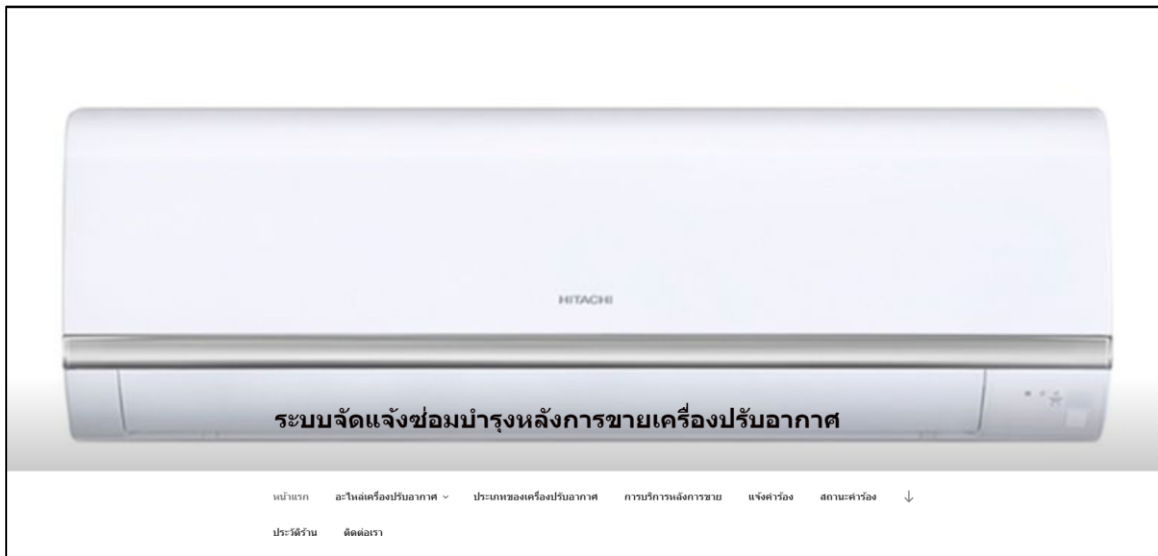 HITACHI
ระบบจัดแจ้งซ่อมบำรุงหลังการขายเครื่องปรับอากาศ
หน้าแรก อะไหล่เครื่องปรับอากาศ ประเภทของเครื่องปรับอากาศ การบริการหลังการขาย แจ้งคำร้อง สถานะคำร้อง
ประวัติร้าน ติดต่อเรา